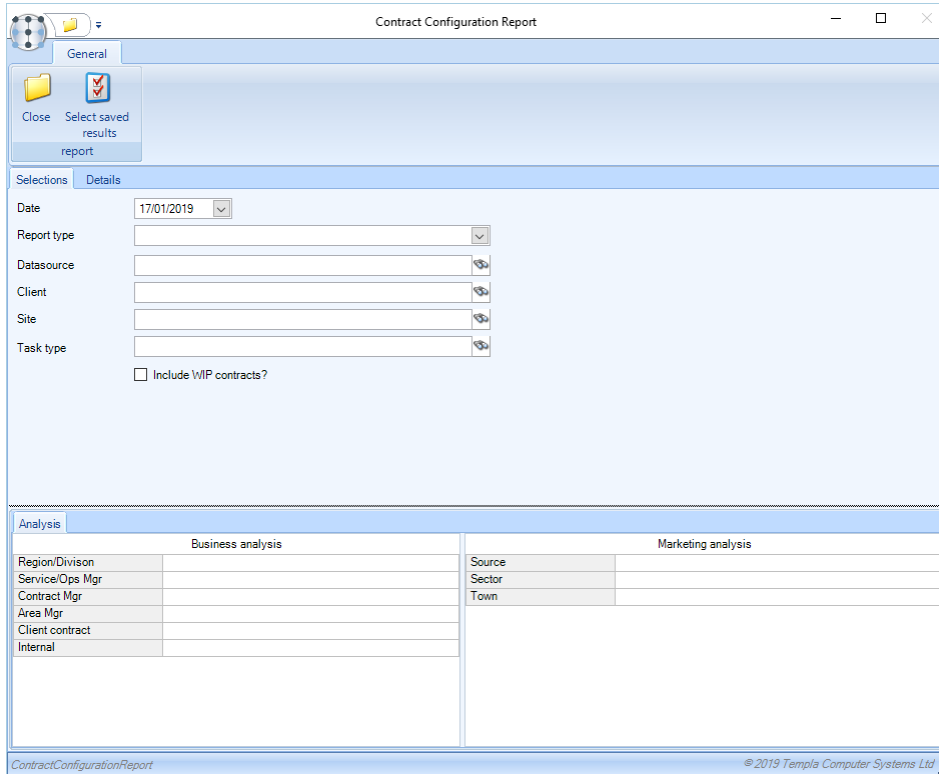 Contract Configuration Report
General
Close
Select saved
results
report
Selections
Details
Date
17/01/2019
Report type
Datasource
Client
Site
Task type
Include WIP contracts?
Analysis
Business analysis
Marketing analysis
Region/Divison
Source
Service/Ops Mgr
Sector
Contract Mgr
Town
Area Mgr
Client contract
Internal
ContractConfigurationReport
© 2019 Templa Computer Systems Ltd